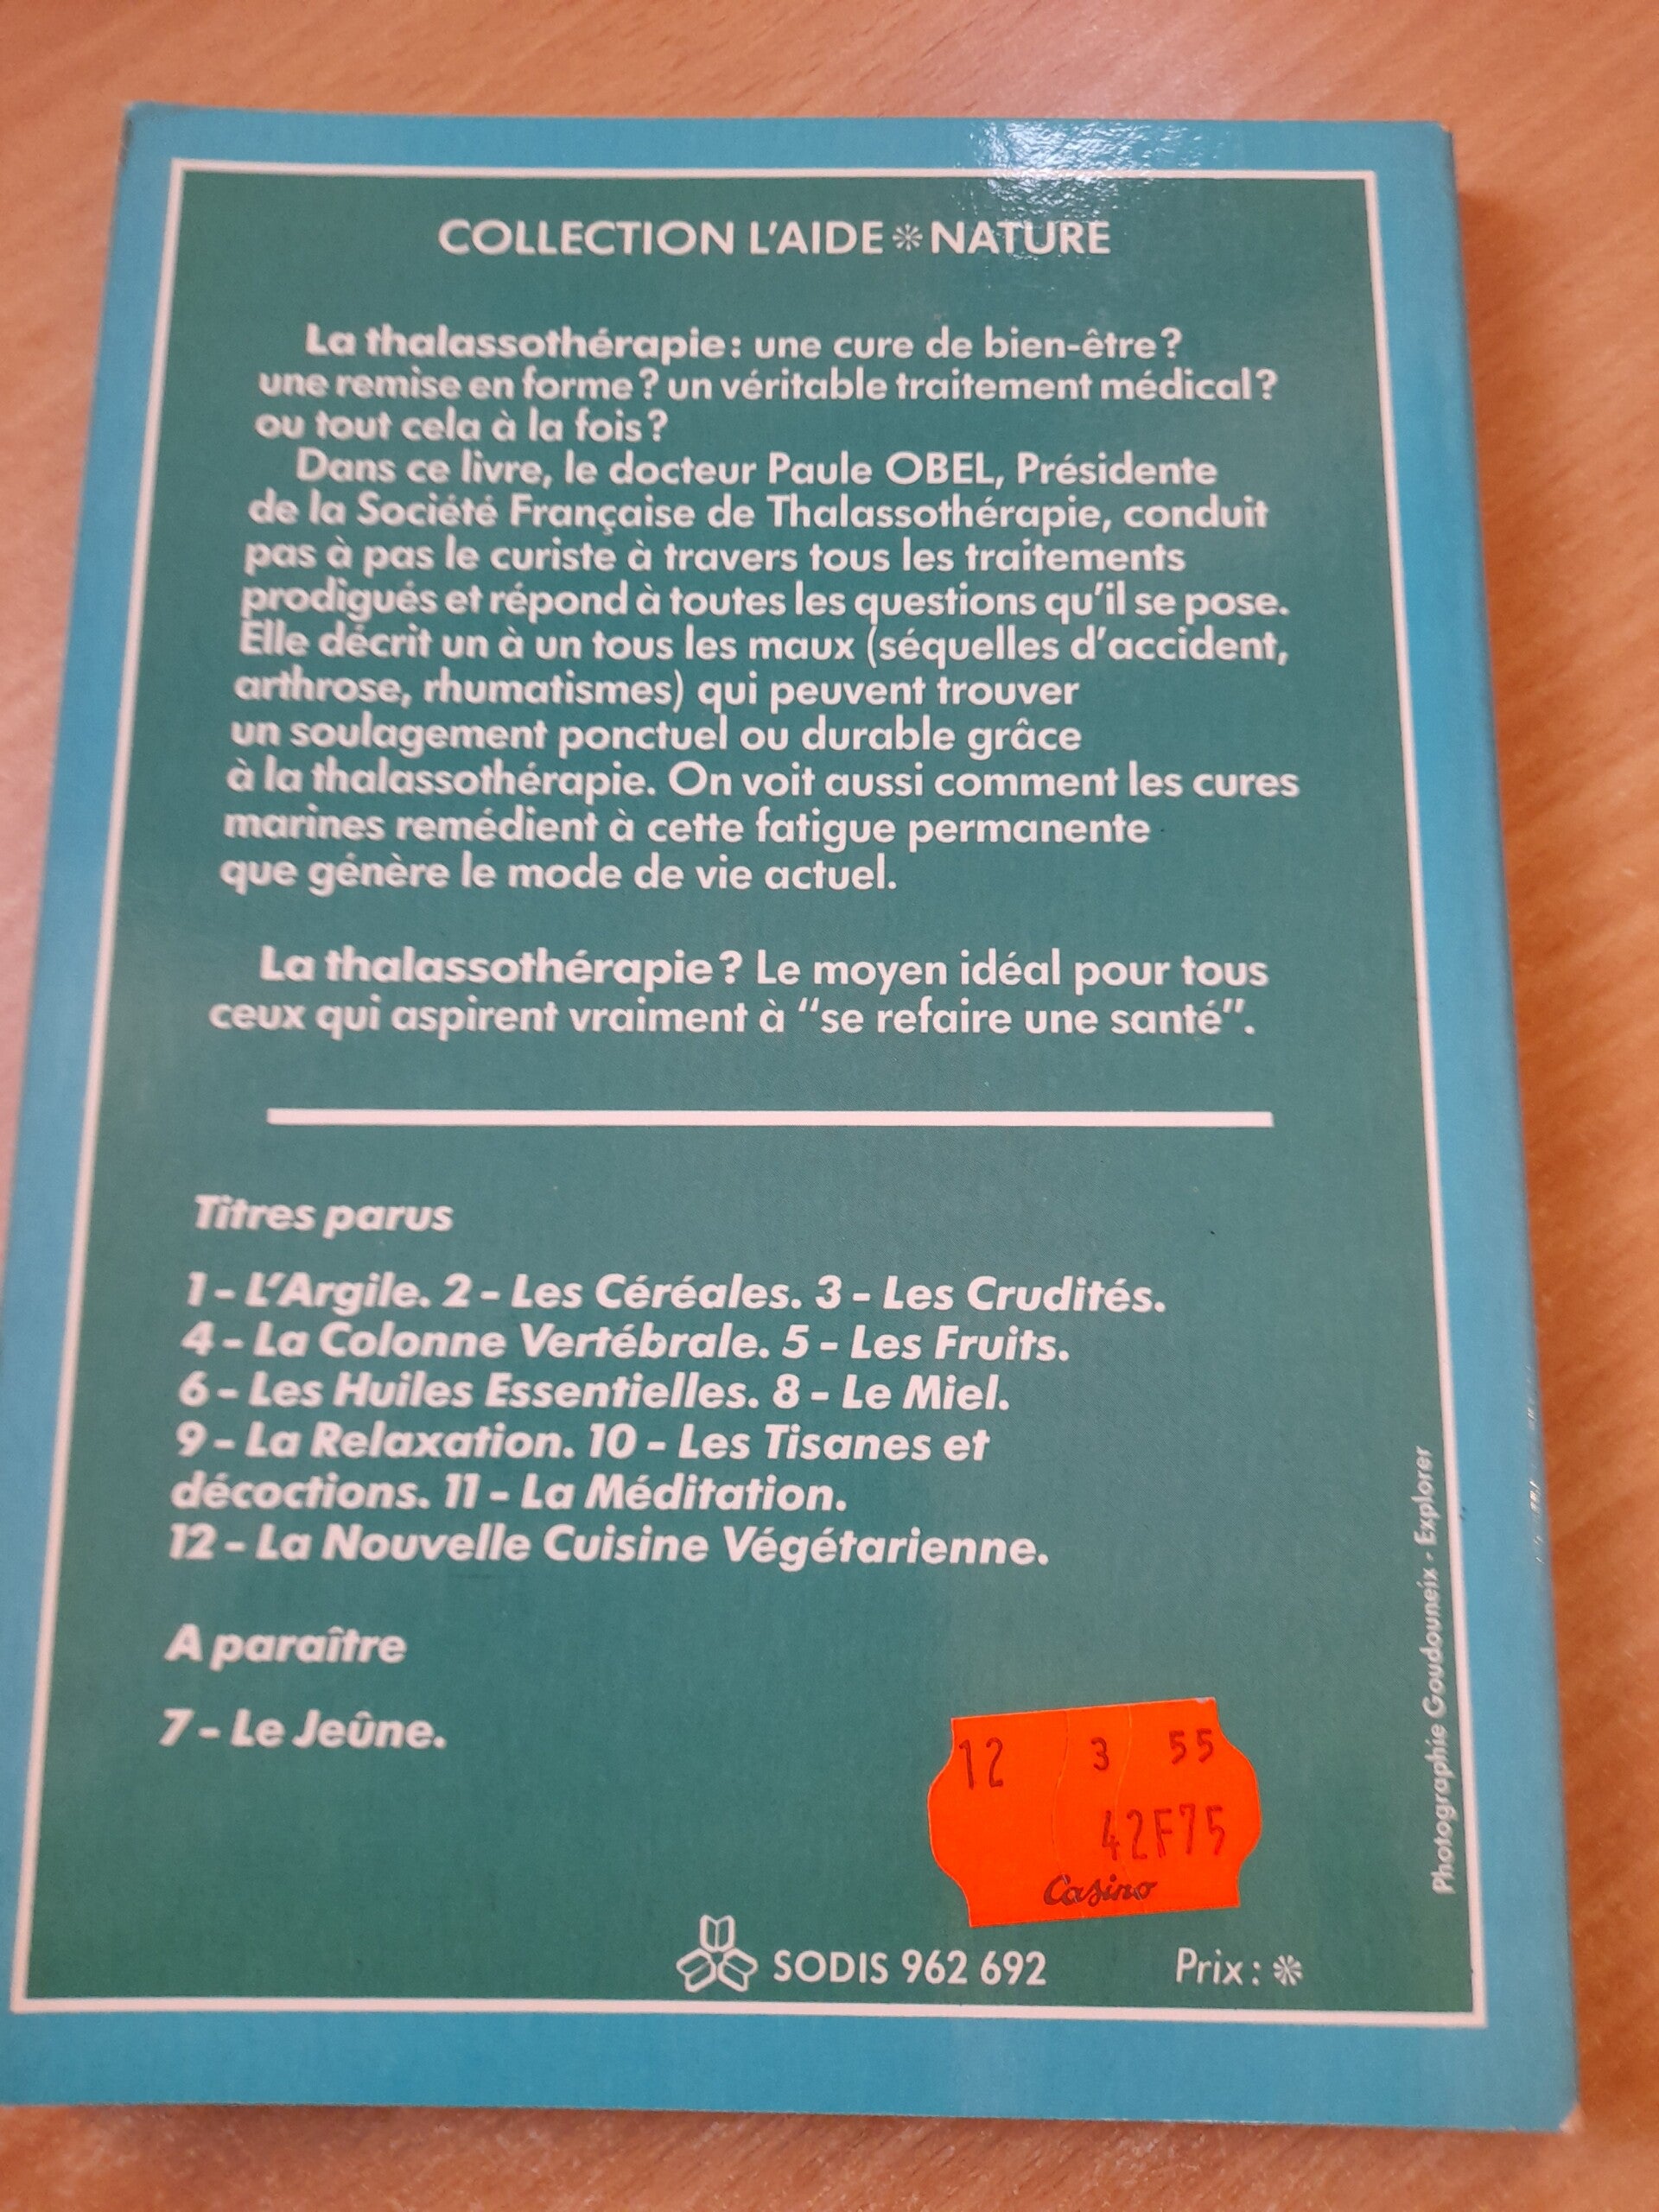 COLLECTION L'AIDE ❊ NATURE
La thalassothérapie : une cure de bien-être ?
une remise en forme ? un véritable traitement médical ?
ou tout cela à la fois ?
Dans ce livre, le docteur Paule OBEL, Présidente
de la Société Française de Thalassothérapie, conduit
pas à pas le curiste à travers tous les traitements
prodigués et répond à toutes les questions qu'il se pose.
Elle décrit un à un tous les maux (séquelles d'accident,
arthrose, rhumatismes) qui peuvent trouver
un soulagement ponctuel ou durable grâce
à la thalassothérapie. On voit aussi comment les cures
marines remédient à cette fatigue permanente
que génère le mode de vie actuel.
La thalassothérapie ? Le moyen idéal pour tous
ceux qui aspirent vraiment à "se refaire une santé".
Titres parus
1 - L'Argile. 2 - Les Céréales. 3 - Les Crudités.
4 - La Colonne Vertébrale. 5 - Les Fruits.
6 - Les Huiles Essentielles. 8 - Le Miel.
9 - La Relaxation. 10 - Les Tisanes et
décoctions. 11 - La Méditation.
12 - La Nouvelle Cuisine Végétarienne.
A paraître
7 - Le Jeûne.
12 3 55
42F75
Casino
SODIS 962 692 Prix : ❊
Photographie Goudouneix - Explorer